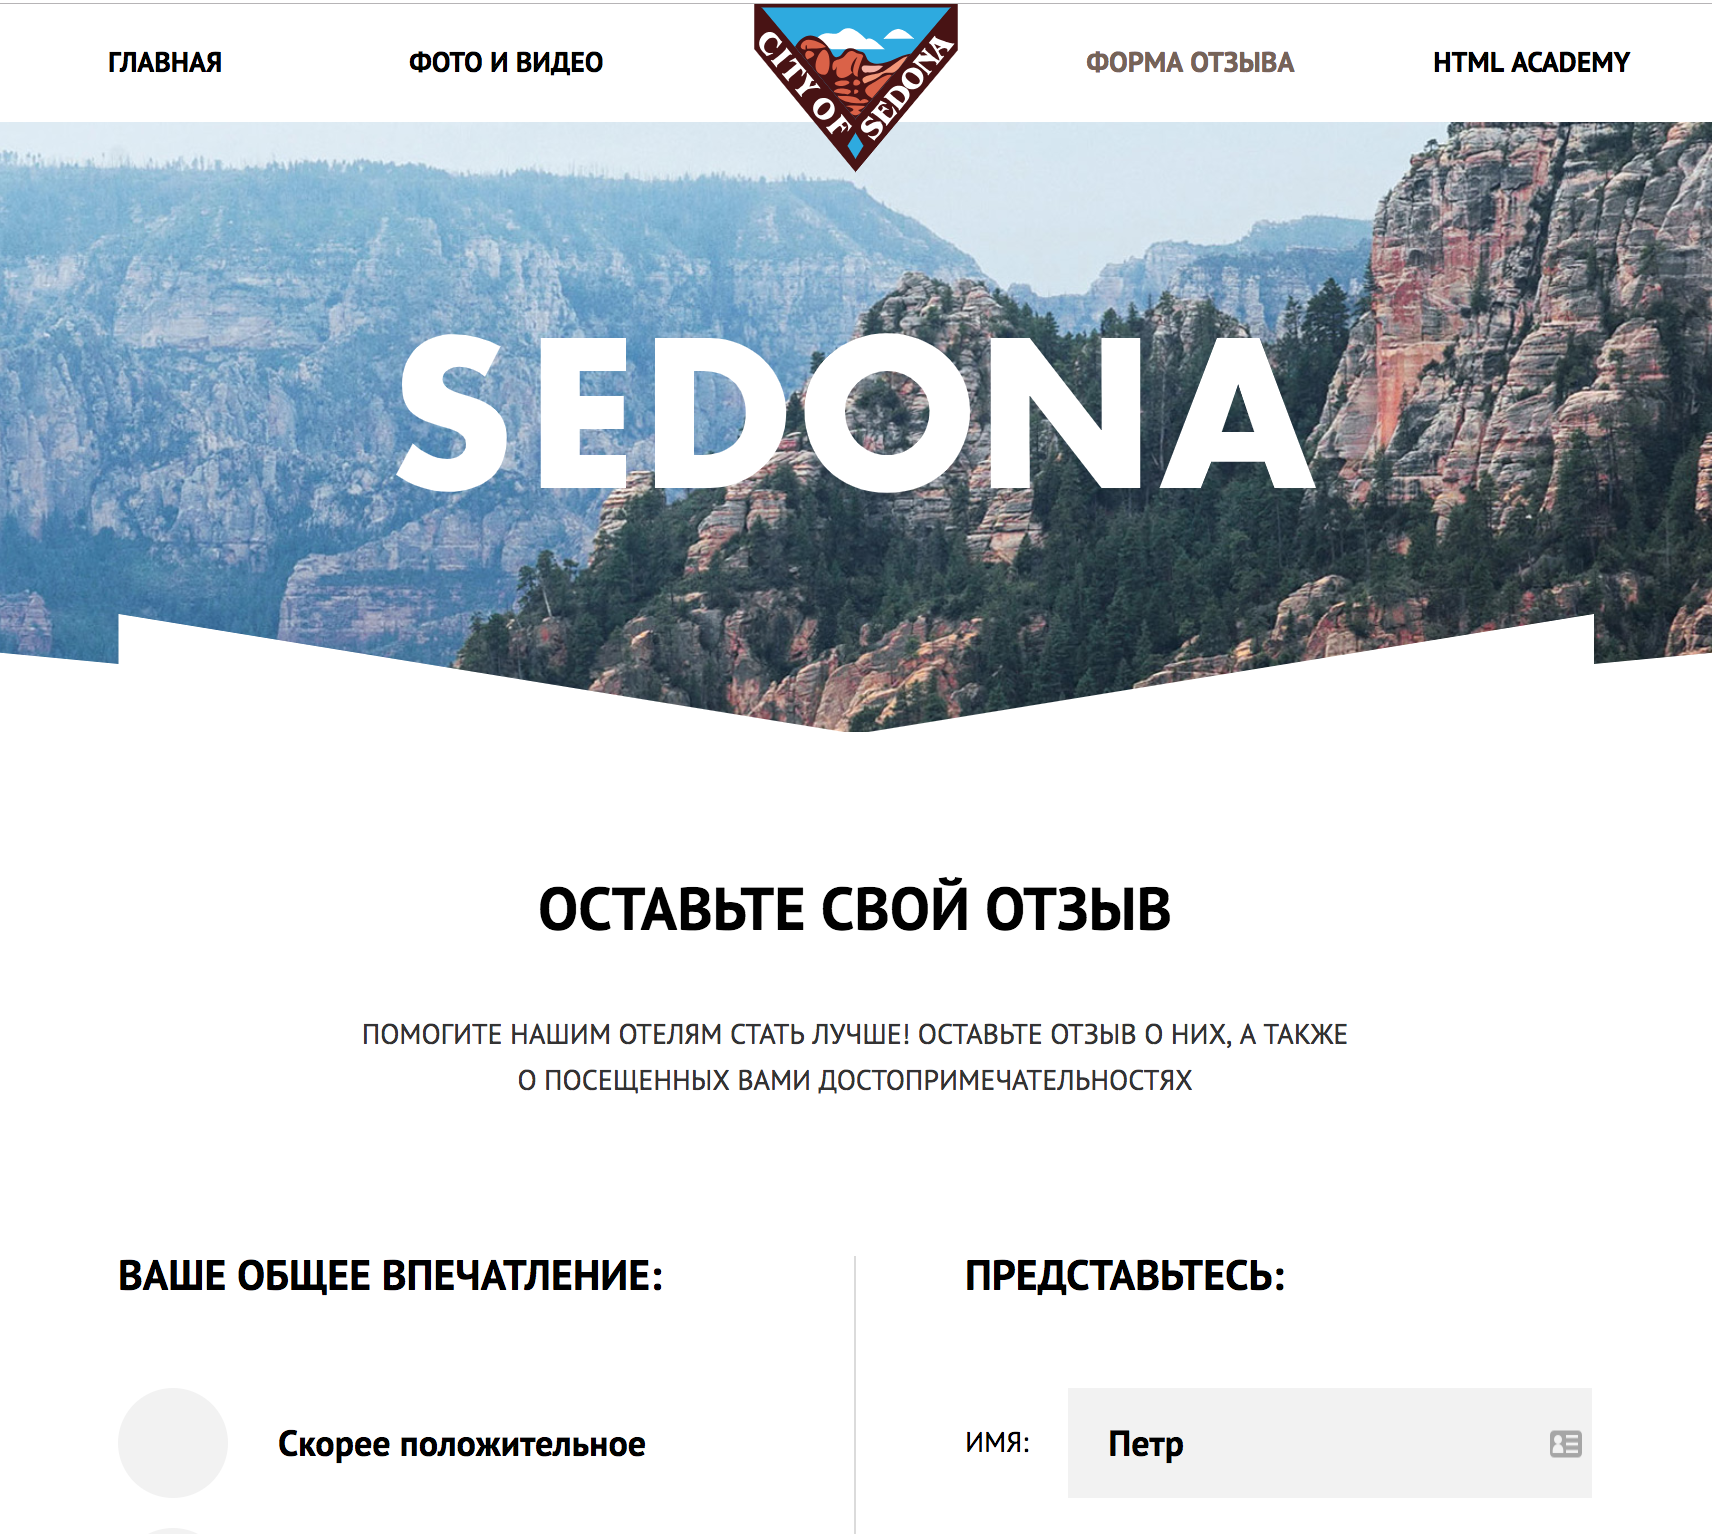 ГЛАВНАЯ
ФОТО И ВИДЕО
CITY OF SEDONA
ФОРМА ОТЗЫВА
HTML ACADEMY
SEDONA
ОСТАВЬТЕ СВОЙ ОТЗЫВ
ПОМОГИТЕ НАШИМ ОТЕЛЯМ СТАТЬ ЛУЧШЕ! ОСТАВЬТЕ ОТЗЫВ О НИХ, А ТАКЖЕ
О ПОСЕЩЕННЫХ ВАМИ ДОСТОПРИМЕЧАТЕЛЬНОСТЯХ
ВАШЕ ОБЩЕЕ ВПЕЧАТЛЕНИЕ:
Скорее положительное
ПРЕДСТАВЬТЕСЬ:
ИМЯ:
Петр